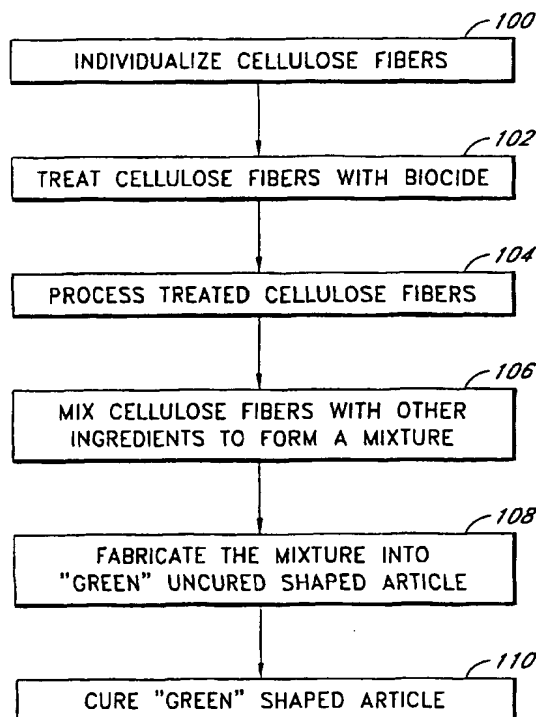 100
INDIVIDUALIZE CELLULOSE FIBERS
102
TREAT CELLULOSE FIBERS WITH BIOCIDE
104
PROCESS TREATED CELLULOSE FIBERS
106
MIX CELLULOSE FIBERS WITH OTHER
INGREDIENTS TO FORM A MIXTURE
108
FABRICATE THE MIXTURE INTO
"GREEN" UNCURED SHAPED ARTICLE
110
CURE "GREEN" SHAPED ARTICLE